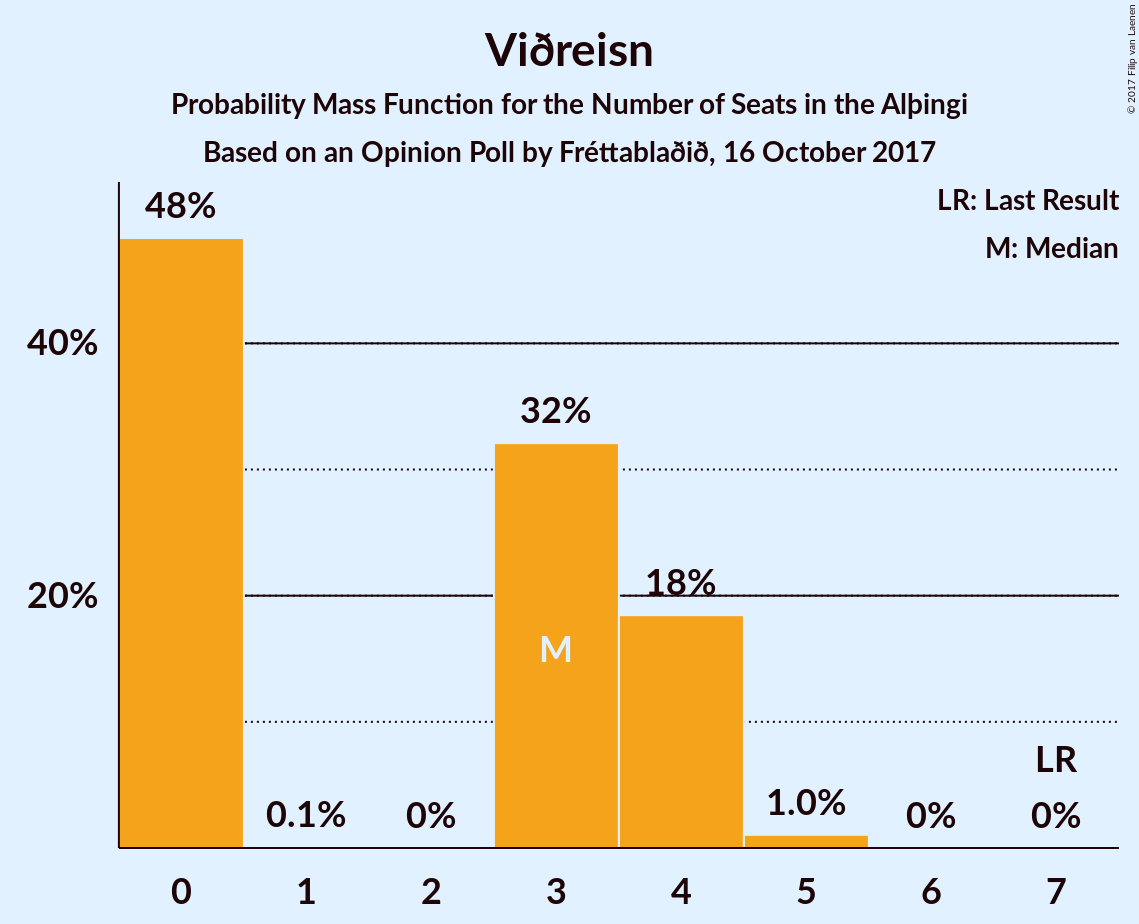 Viðreisn
Probability Mass Function for the Number of Seats in the Alþingi
Based on an Opinion Poll by Fréttablaðið, 16 October 2017
© 2017 Filip van Laenen
LR: Last Result
M: Median
48%
40%
32%
20%
18%
M
LR
0.1%
0%
1.0%
0%
0%
0
1
2
3
4
5
6
7